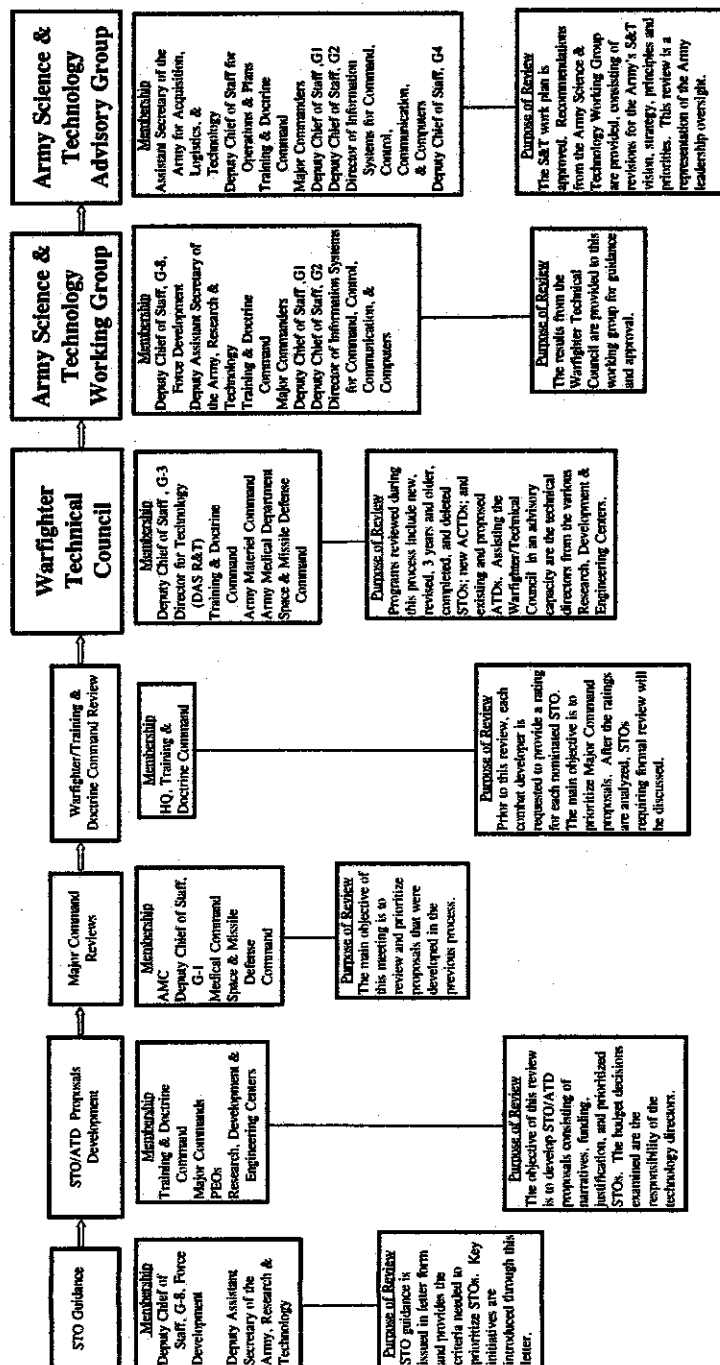 STO Guidance
Membership
Deputy Chief of
Staff, G-8, Force
Development
Deputy Assistant
Secretary of the
Army, Research &
Technology
Purpose of Review
STO guidance is
issued in letter form
and provides the
criteria needed to
prioritize STOs. Key
initiatives are
introduced through this
letter.
STO/ATD Proposals
Development
Membership
Training & Doctrine
Command
Major Commands
PEOs
Research, Development &
Engineering Centers
Purpose of Review
The objective of this review
is to develop STO/ATD
proposals consisting of
narratives, funding,
justification, and prioritized
STOs. The budget decisions
examined are the
responsibility of the
technology directors.
Major Command
Reviews
Membership
AMC
Deputy Chief of Staff,
G-1
Medical Command
Space & Missile
Defense
Command
Purpose of Review
The main objective of
this meeting is to
review and prioritize
proposals that were
developed in the
previous process.
Warfighter/Training &
Doctrine Command Review
Membership
HQ, Training &
Doctrine Command
Purpose of Review
Prior to this review, each
combat developer is
requested to provide a rating
for each nominated STO.
The main objective is to
prioritize Major Command
proposals. After the ratings
are analyzed, STOs
requiring formal review will
be discussed.
Warfighter
Technical
Council
Membership
Deputy Chief of Staff , G-3
Director for Technology
(DAS R&T)
Training & Doctrine
Command
Army Materiel Command
Army Medical Department
Space & Missile Defense
Command
Purpose of Review
Programs reviewed during
this process include new,
revised, 3 years and older,
completed, and deleted
STOs; new ACTDs; and
existing and proposed
ATDs. Assisting the
Warfighter/Technical
Council in an advisory
capacity are the technical
directors from the various
Research, Development &
Engineering Centers.
Army Science &
Technology
Working Group
Membership
Deputy Chief of Staff, G-8,
Force Development
Deputy Assistant Secretary of
the Army, Research &
Technology
Training & Doctrine
Command
Major Commanders
Deputy Chief of Staff ,G1
Deputy Chief of Staff, G2
Director of Information Systems
for Command, Control,
Communication, &
Computers
Purpose of Review
The results from the
Warfighter Technical
Council are provided to this
working group for guidance
and approval.
Army Science &
Technology
Advisory Group
Membership
Assistant Secretary of the
Army for Acquisition,
Logistics, &
Technology
Deputy Chief of Staff for
Operations & Plans
Training & Doctrine
Command
Major Commanders
Deputy Chief of Staff ,G1
Deputy Chief of Staff, G2
Director of Information
Systems for Command,
Control,
Communication,
& Computers
Deputy Chief of Staff, G4
Purpose of Review
The S&T work plan is
approved. Recommendations
from the Army Science &
Technology Working Group
are provided, consisting of
revisions for the Army's S&T
vision, strategy, principles and
priorities. This review is a
representation of the Army
leadership oversight.